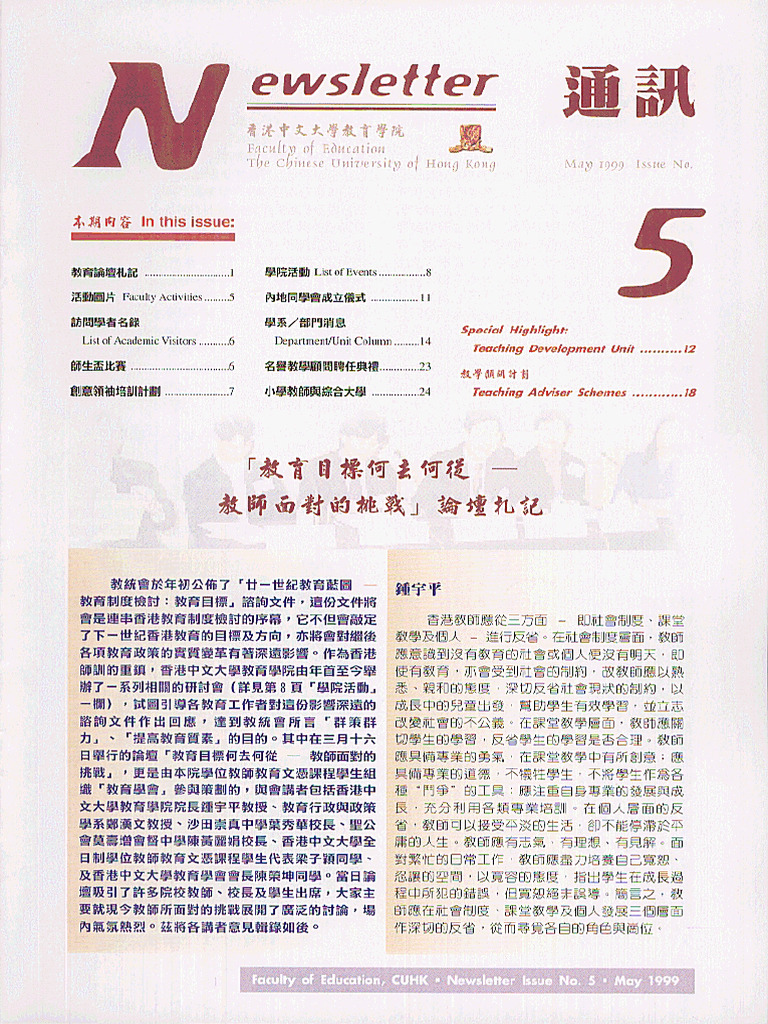 Newsletter 通訊
香港中文大學教育學院
Faculty of Education
The Chinese University of Hong Kong
May 1999 Issue No.
5
本期內容 In this issue:
教育論壇札記 ..............................1
活動圖片 Faculty Activities .........5
訪問學者名錄
List of Academic Visitors ..........6
師生盃比賽 ...................................6
創意領袖培訓計劃 ........................7
學院活動 List of Events ................8
內地同學會成立儀式 .................11
學系／部門消息
Department/Unit Column .........14
名譽教學顧問聘任典禮..............23
小學教師與綜合大學 .................24
Special Highlight:
Teaching Development Unit ..........12
教學顧問計劃
Teaching Adviser Schemes ............18
「教育目標何去何從 —
教師面對的挑戰」論壇札記
教統會於年初公佈了「廿一世紀教育藍圖 —
教育制度檢討：教育目標」諮詢文件，這份文件將
會是連串香港教育制度檢討的序幕，它不但會敲定
了下一世紀香港教育的目標及方向，亦將會對繼後
各項教育政策的實質變革有著深遠影響。作為香港
師訓的重鎮，香港中文大學教育學院由年首至今舉
辦了一系列相關的研討會（詳見第8頁「學院活動」
一欄），試圖引導各教育工作者對這份影響深遠的
諮詢文件作出回應，達到教統會所言「群策群
力」、「提高教育質素」的目的。其中在三月十六
日舉行的論壇「教育目標何去何從 — 教師面對的
挑戰」，更是由本院學位教師教育文憑課程學生組
織「教育學會」參與策劃的，與會講者包括香港中
文大學教育學院院長鍾宇平教授、教育行政與政策
學系鄭漢文教授、沙田崇真中學葉秀華校長、聖公
會莫壽增會督中學陳黃麗娟校長、香港中文大學全
日制學位教師教育文憑課程學生代表梁子穎同學、
及香港中文大學教育學會會長陳榮坤同學。當日論
壇吸引了許多院校教師、校長及學生出席，大家主
要就現今教師所面對的挑戰展開了廣泛的討論，場
內氣氛熱烈。茲將各講者意見輯錄如後。
鍾宇平
香港教師應從三方面 – 即社會制度、課堂
教學及個人 – 進行反省。在社會制度層面，教師
應意識到沒有教育的社會或個人便沒有明天，即
使有教育，亦會受到社會的制約，故教師應以熟
悉、親和的態度，深切反省社會現狀的制約，以
成長中的兒童出發，幫助學生有效學習，並立志
改變社會的不公義。在課堂教學層面，教師應關
切學生的學習，反省學生的學習是否合理。教師
應具備專業的勇氣，在課堂教學中有所創意；應
具備專業的道德，不犧牲學生，不將學生作為各
種“鬥爭”的工具；應注重自身專業的發展與成
長，充分利用各類專業培訓。在個人層面的反
省，教師可以接受平淡的生活，卻不能停滯於平
庸的人生。教師應有志氣、有理想、有見解。面
對繁忙的日常工作，教師應盡力培養自己寬恕、
忍讓的空間，以寬容的態度，指出學生在成長過
程中所犯的錯誤，但寬恕絕非誤導。簡言之，教
師應在社會制度、課堂教學及個人發展三個層面
作深切的反省，從而尋覓各自的角色與崗位。
Faculty of Education, CUHK • Newsletter Issue No. 5 • May 1999